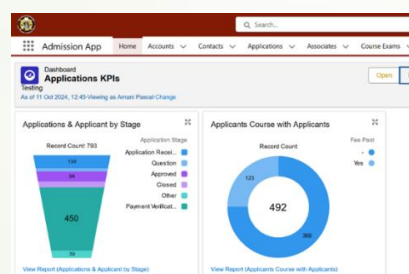 Search...
Admission App
Home
Accounts
Contacts
Applications
Associates
Course Exams
Dashboard
Applications KPIs
Testing
As of 11 Oct 2024, 12:43·Viewing as Amani Pascal·Change
Open
Applications & Applicant by Stage
Record Count 793
Application Stage
Application Recei...
Question
Approved
Closed
Other
Payment Verificat...
450
View Report (Applications & Applicant by Stage)
Applicants Course with Applicants
Record Count
Fee Paid
-
Yes
123
492
369
View Report (Applicants Course with Applicants)